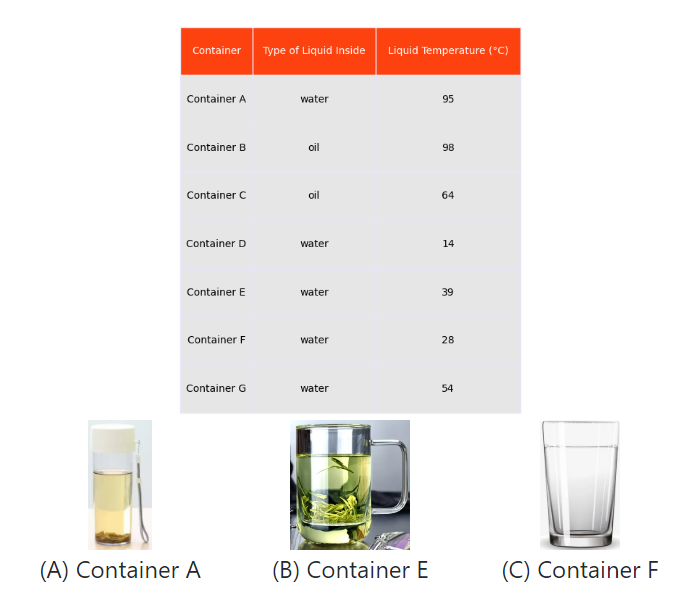 Container Type of Liquid Inside Liquid Temperature (°C)
Container A water 95
Container B oil 98
Container C oil 64
Container D water 14
Container E water 39
Container F water 28
Container G water 54
(A) Container A (B) Container E (C) Container F